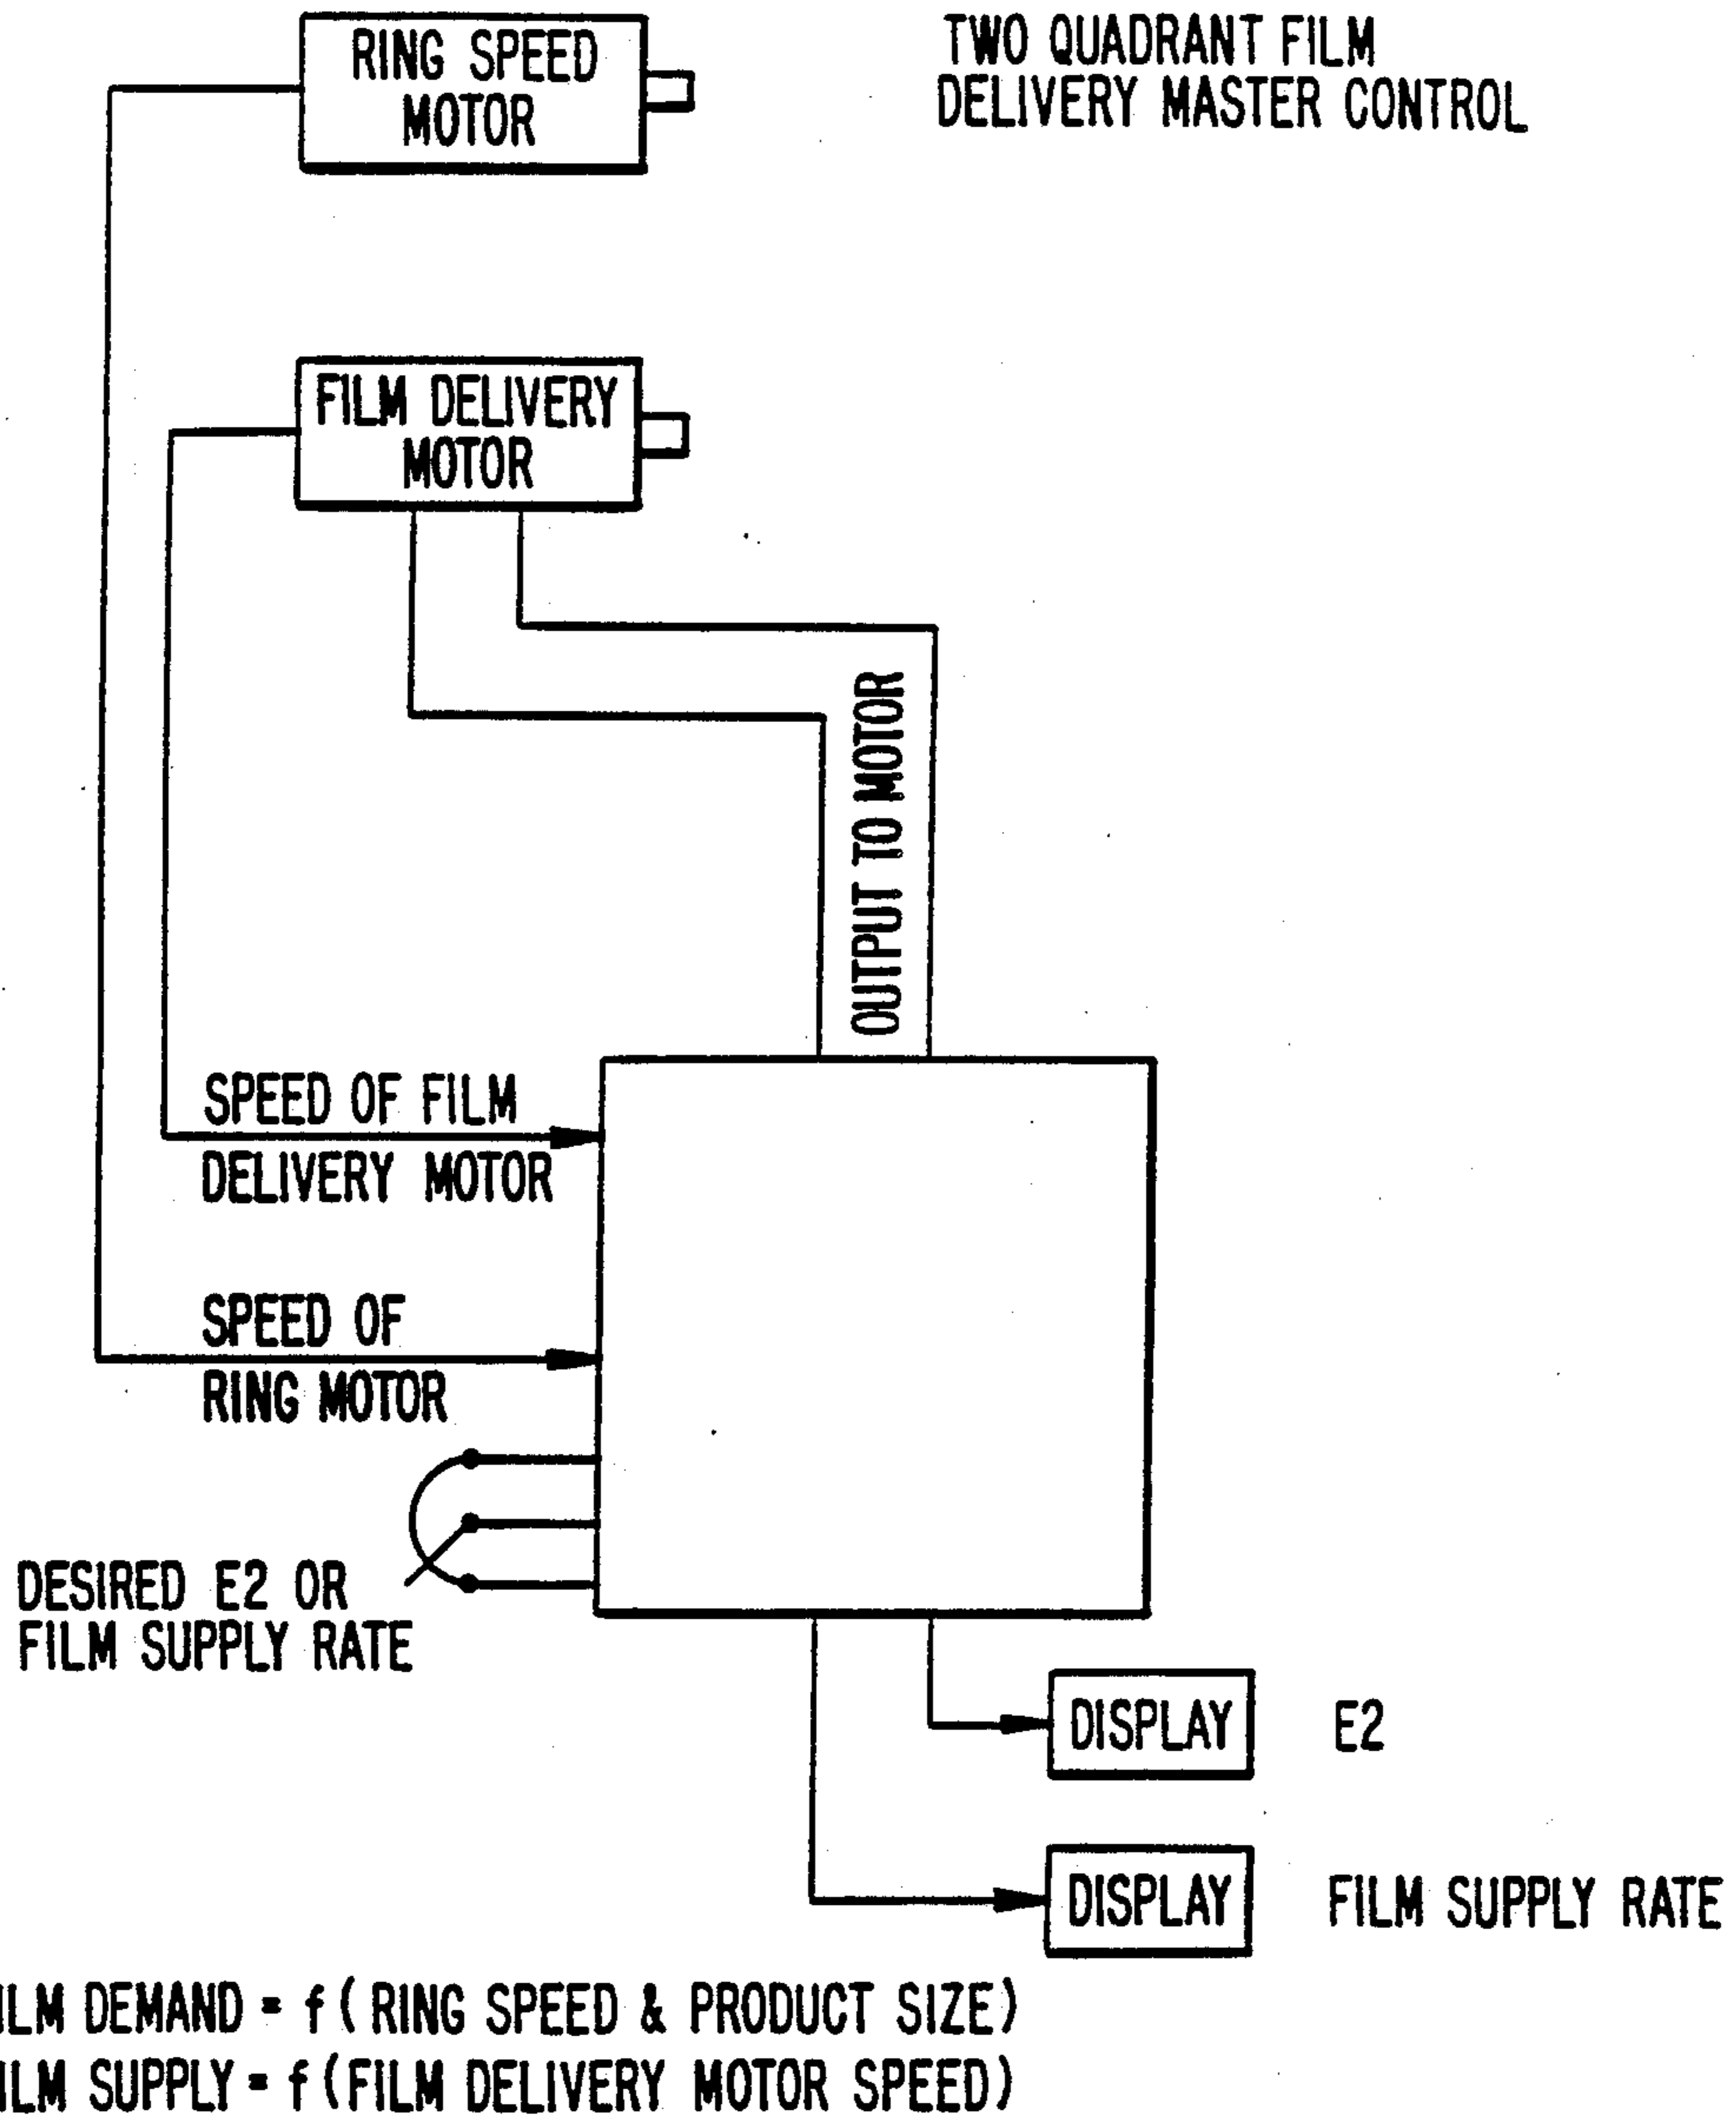 RING SPEED
MOTOR
TWO QUADRANT FILM
DELIVERY MASTER CONTROL
FILM DELIVERY
MOTOR
OUTPUT TO MOTOR
SPEED OF FILM
DELIVERY MOTOR
SPEED OF
RING MOTOR
DESIRED E2 OR
FILM SUPPLY RATE
DISPLAY E2
DISPLAY FILM SUPPLY RATE
ILM DEMAND = f (RING SPEED & PRODUCT SIZE)
ILM SUPPLY = f (FILM DELIVERY MOTOR SPEED)